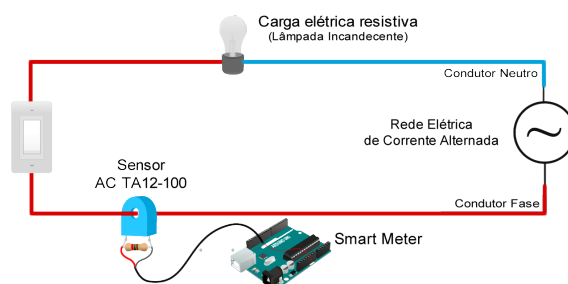 Carga elétrica resistiva
(Lâmpada Incandecente)
Condutor Neutro
Rede Elétrica
de Corrente Alternada
Sensor
AC TA12-100
Condutor Fase
Smart Meter